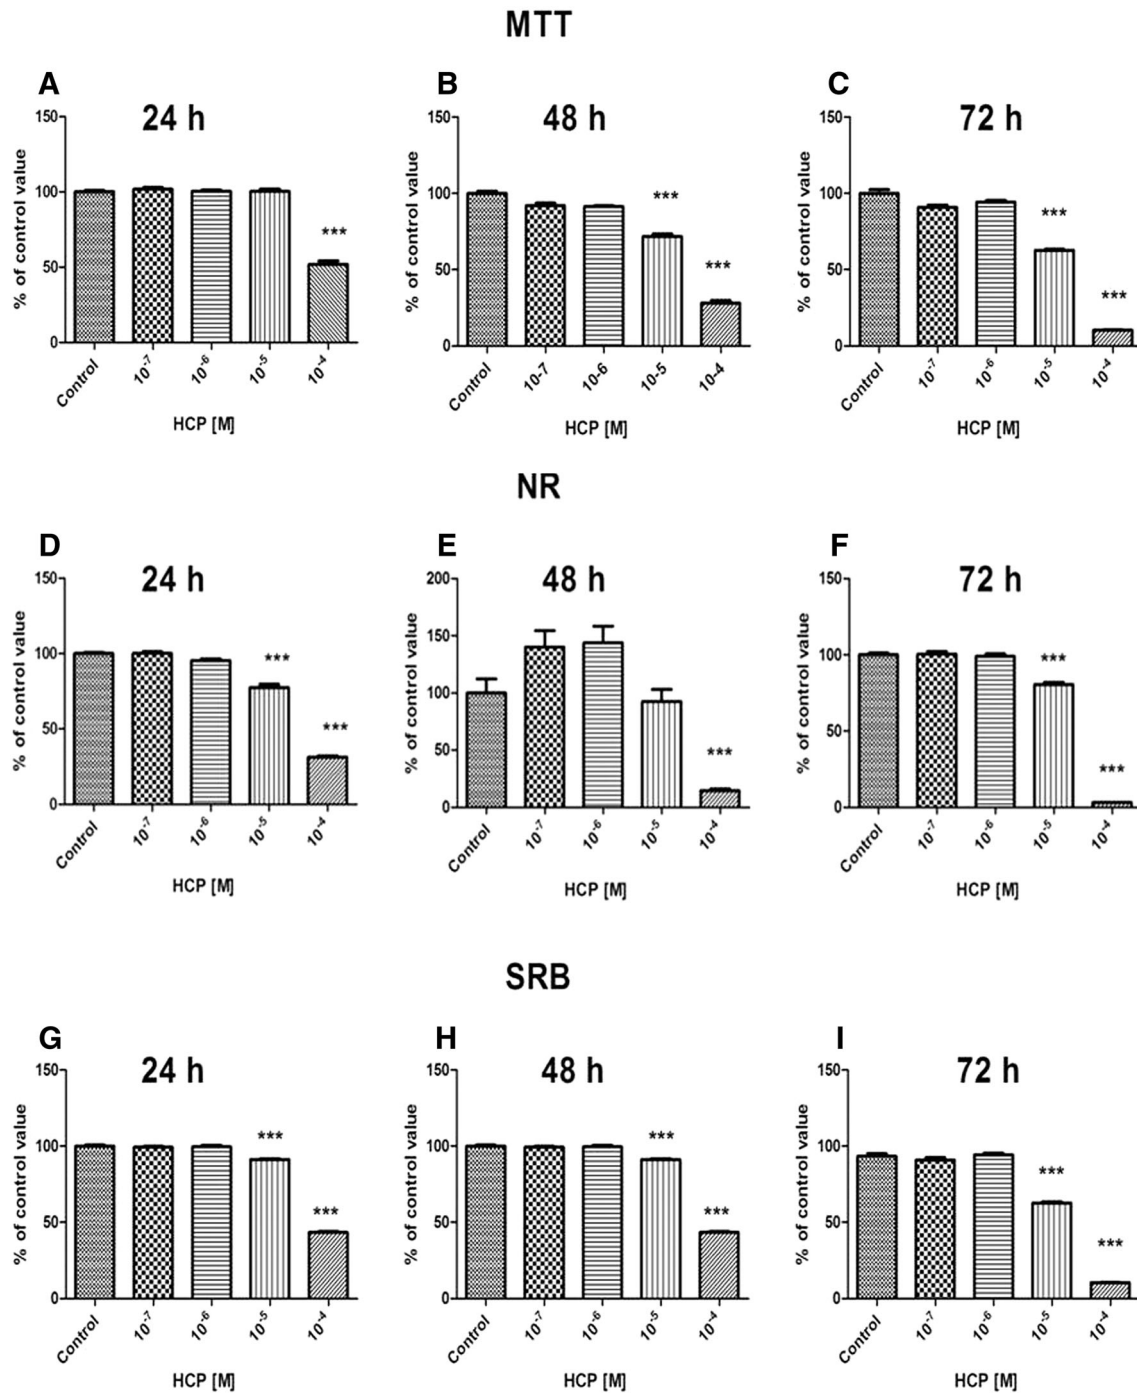 MTT
A
24 h
% of control value
150
100
50
0
***
Control
10⁻⁷
10⁻⁶
10⁻⁵
10⁻⁴
HCP [M]
B
48 h
% of control value
150
100
50
0
***
***
Control
10-7
10-6
10-5
10-4
HCP [M]
C
72 h
% of control value
150
100
50
0
***
***
Control
10⁻⁷
10⁻⁶
10⁻⁵
10⁻⁴
HCP [M]
NR
D
24 h
% of control value
150
100
50
0
***
***
Control
10⁻⁷
10⁻⁶
10⁻⁵
10⁻⁴
HCP [M]
E
48 h
% of control value
200
150
100
50
0
***
Control
10⁻⁷
10⁻⁶
10⁻⁵
10⁻⁴
HCP [M]
F
72 h
% of control value
150
100
50
0
***
***
Control
10⁻⁷
10⁻⁶
10⁻⁵
10⁻⁴
HCP [M]
SRB
G
24 h
% of control value
150
100
50
0
***
***
Control
10⁻⁷
10⁻⁶
10⁻⁵
10⁻⁴
HCP [M]
H
48 h
% of control value
150
100
50
0
***
***
Control
10⁻⁷
10⁻⁶
10⁻⁵
10⁻⁴
HCP [M]
I
72 h
% of control value
150
100
50
0
***
***
Control
10⁻⁷
10⁻⁶
10⁻⁵
10⁻⁴
HCP [M]